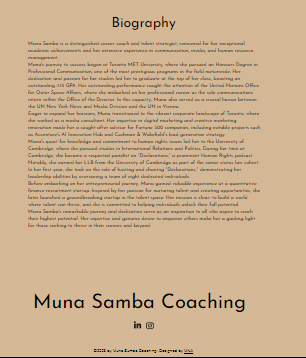 Biography
Muna Samba is a distinguished career coach and talent strategist, renowned for her exceptional
academic achievements and her extensive experience in communication, media, and human resource
management.
Muna's journey to success began at Toronto MET University, where she pursued an Honours Degree in
Professional Communication, one of the most prestigious programs in the field nationwide. Her
dedication and passion for her studies led her to graduate at the top of her class, boasting an
outstanding GPA. Her outstanding performance caught the attention of the United Nations Office
for Outer Space Affairs, where she embarked on her professional career as the sole communications
intern within the Office of the Director. In this capacity, Muna also served as a crucial liaison between
the UN New York News and Media Division and the UN in Vienna.
Eager to expand her horizons, Muna transitioned to the vibrant corporate landscape of Toronto, where
she worked as a media consultant. Her expertise in digital marketing and creative marketing
innovation made her a sought-after advisor for Fortune 500 companies, including notable projects such
as Accenture's AI Innovation Hub and Cushman & Wakefield's lead generation strategy.
Muna's quest for knowledge and commitment to human rights issues led her to the University of
Cambridge, where she pursued studies in International Relations and Politics. During her time at
Cambridge, she became a respected panelist on "Declarations," a prominent Human Rights podcast.
Notably, she earned her LLB from the University of Cambridge as part of the senior status law cohort.
In her first year, she took on the role of hosting and chairing "Declarations," demonstrating her
leadership abilities by overseeing a team of eight dedicated individuals.
Before embarking on her entrepreneurial journey, Muna gained valuable experience at a quantitative
finance recruitment startup. Inspired by her passion for nurturing talent and creating opportunities, she
later launched a groundbreaking startup in the talent space. Her mission is clear: to build a world
where talent can thrive, and she is committed to helping individuals unlock their full potential.
Muna Samba's remarkable journey and dedication serve as an inspiration to all who aspire to reach
their highest potential. Her expertise and genuine desire to empower others make her a guiding light
for those seeking to thrive in their careers and beyond.
Muna Samba Coaching
by Muna Samba Coaching. Designed by